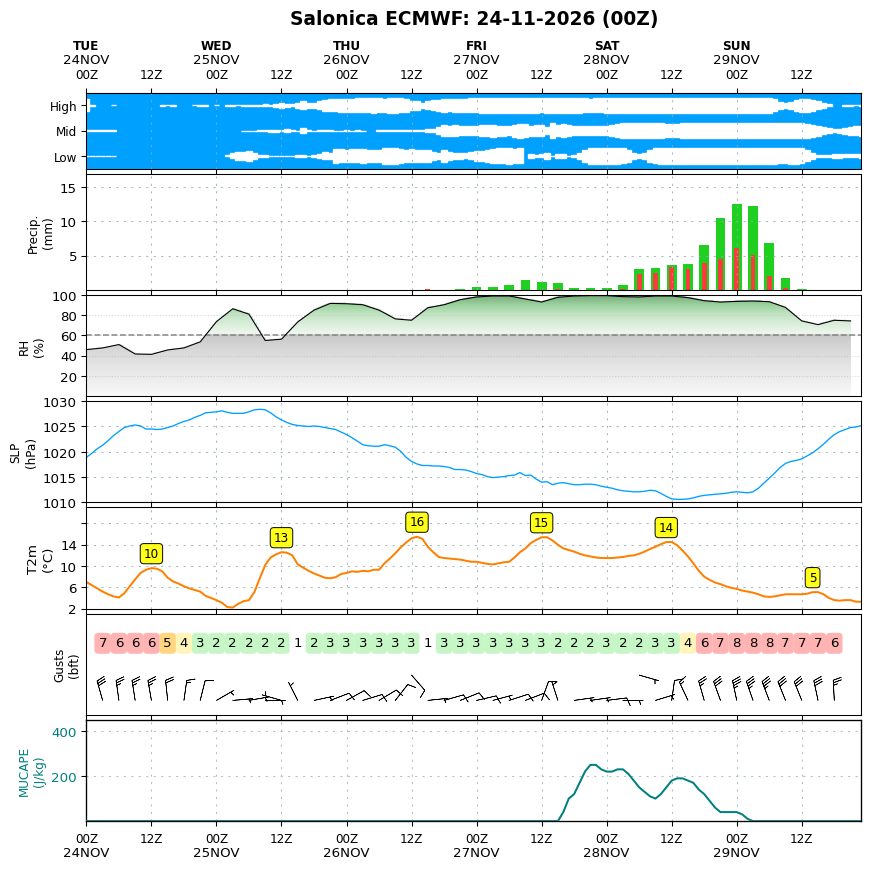 Salonica ECMWF: 24-11-2026 (00Z)
TUE WED THU FRI SAT SUN
24NOV 25NOV 26NOV 27NOV 28NOV 29NOV
00Z 12Z 00Z 12Z 00Z 12Z 00Z 12Z 00Z 12Z 00Z 12Z
High
Mid
Low
Precip.
(mm)
15
10
5
RH
(%)
100
80
60
40
20
SLP
(hPa)
1030
1025
1020
1015
1010
T2m
(°C)
14
10
6
2
10 13 16 15 14 5
Gusts
(bft)
7 6 6 6 5 4 3 2 2 2 2 2 1 2 3 3 3 3 3 3 1 3 3 3 3 3 3 3 2 2 2 3 2 2 3 3 4 6 7 8 8 8 7 7 7 6
MUCAPE
(J/kg)
400
200
00Z 12Z 00Z 12Z 00Z 12Z 00Z 12Z 00Z 12Z 00Z 12Z
24NOV 25NOV 26NOV 27NOV 28NOV 29NOV